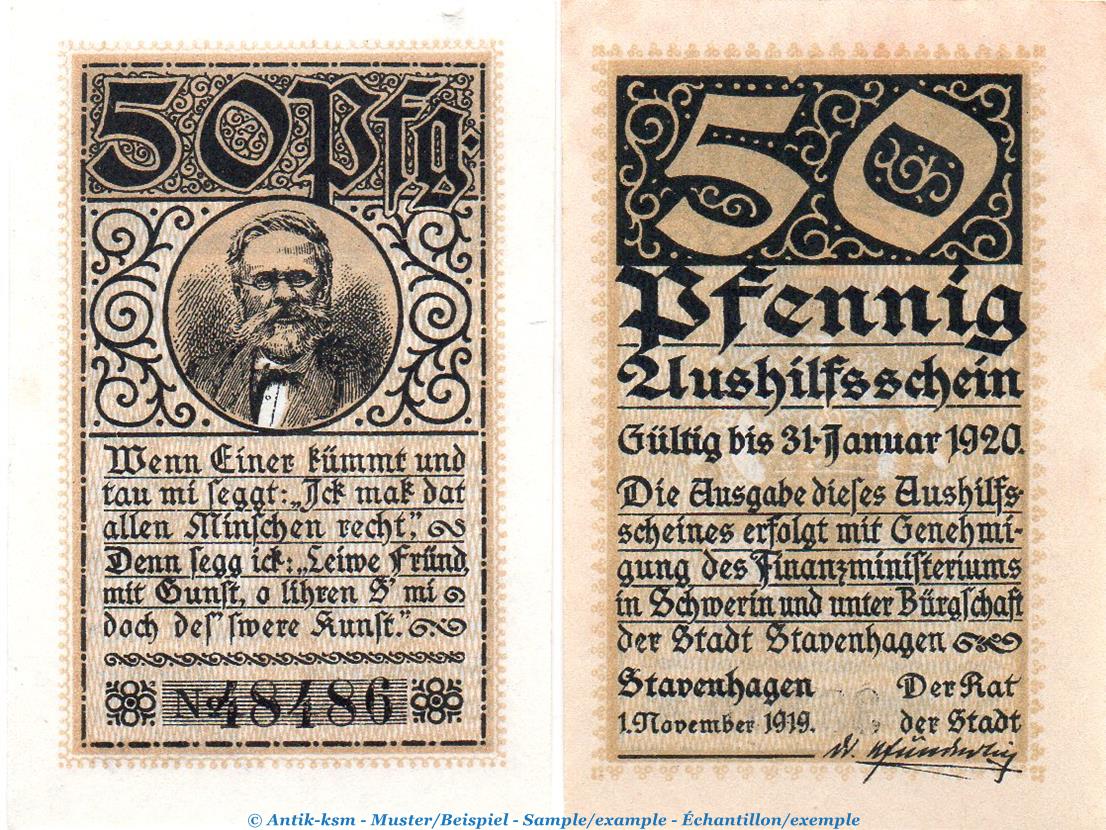 50 Pfg.
Wenn Einer kümmt und
tau mi seggt: „Ick mak dat
allen Minschen recht",
Denn segg ick: „Leiwe Fründ,
mit Gunst, o lihren S' mi
doch des' swere Kunst."
No 48486
50
Pfennig
Aushilfsschein
Gültig bis 31. Januar 1920.
Die Ausgabe dieses Aushilfs-
scheines erfolgt mit Genehmi-
gung des Finanzministeriums
in Schwerin und unter Bürgschaft
der Stadt Stavenhagen
Stavenhagen Der Rat
1. November 1919. der Stadt
© Antik-ksm - Muster/Beispiel - Sample/example - Échantillon/exemple